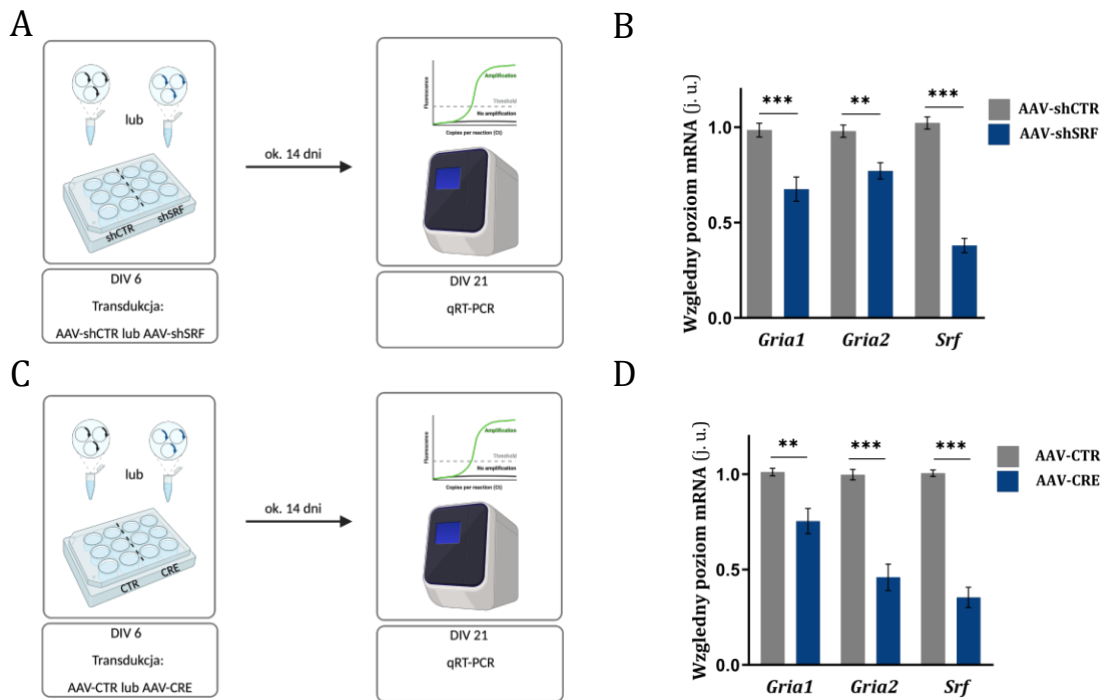 A
lub
shCTR
shSRF
DIV 6
Transdukcja:
AAV-shCTR lub AAV-shSRF
ok. 14 dni
Fluorescence
Amplification
Threshold
No amplification
Copies per reaction (Ct)
DIV 21
qRT-PCR
B
Wzgledny poziom mRNA (j. u.)
1.0
0.5
0.0
***
**
***
Gria1
Gria2
Srf
AAV-shCTR
AAV-shSRF
C
lub
CTR
CRE
DIV 6
Transdukcja:
AAV-CTR lub AAV-CRE
ok. 14 dni
Fluorescence
Amplification
Threshold
No amplification
Copies per reaction (Ct)
DIV 21
qRT-PCR
D
Wzgledny poziom mRNA (j. u.)
1.0
0.5
0.0
**
***
***
Gria1
Gria2
Srf
AAV-CTR
AAV-CRE